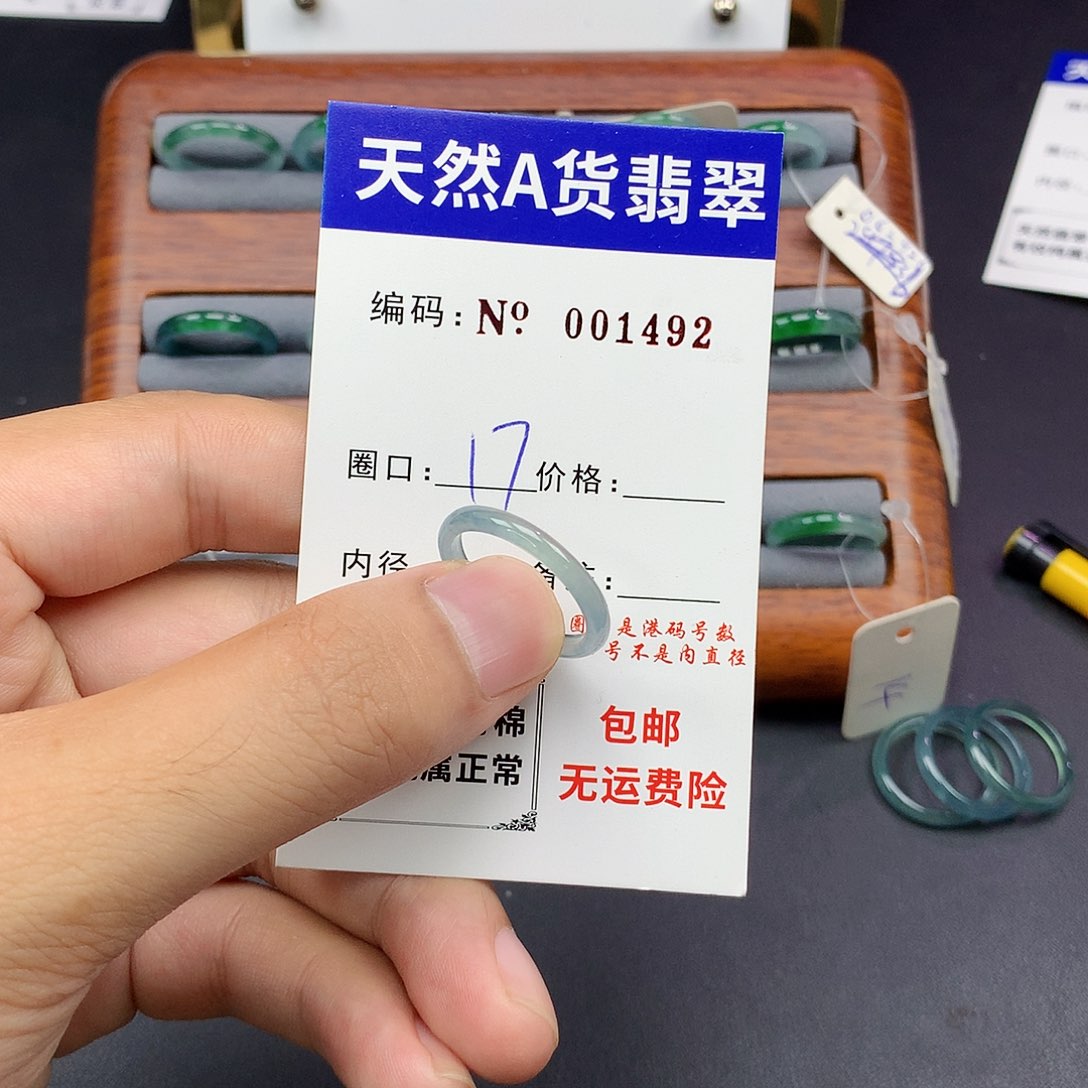 天然A货翡翠
编码: Nº 001492
圈口: 17 价格:
内径
圈 是港码号数
号不是内直径
棉 包邮
属正常 无运费险